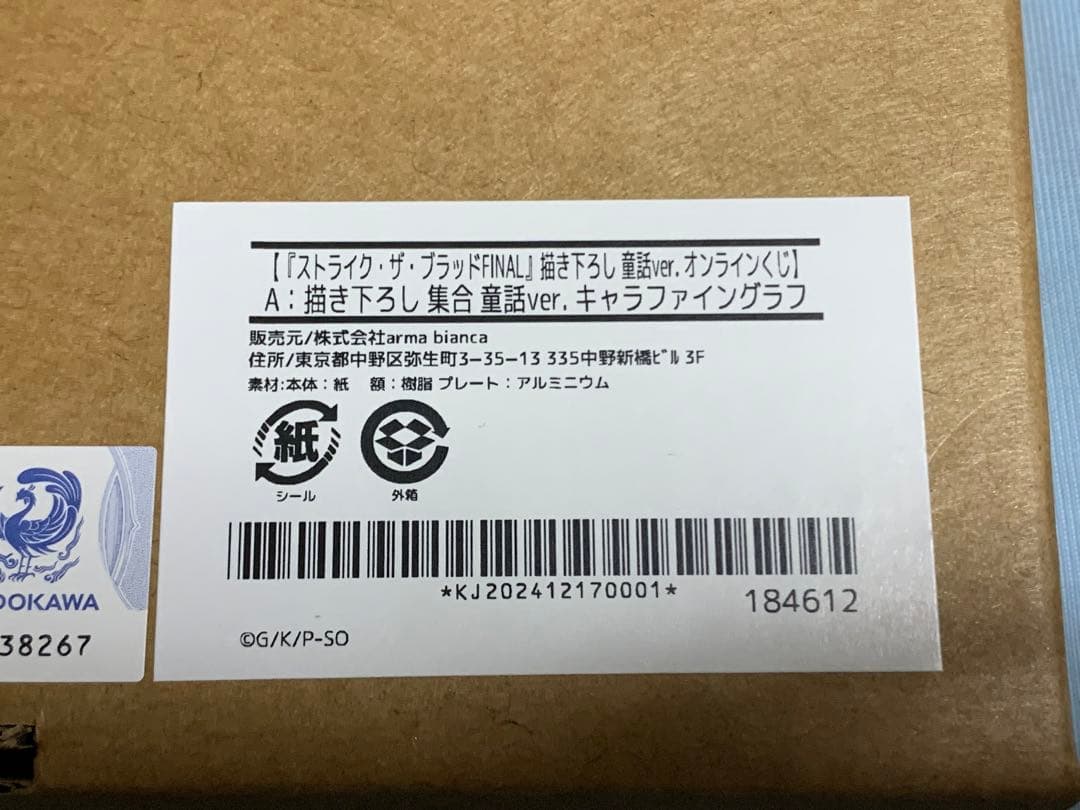 【『ストライク・ザ・ブラッドFINAL』描き下ろし 童話ver. オンラインくじ】
A：描き下ろし 集合 童話ver. キャラファイングラフ
販売元/株式会社arma bianca
住所/東京都中野区弥生町3-35-13 335中野新橋ﾋﾞﾙ 3F
素材:本体：紙　額：樹脂 プレート：アルミニウム
紙
シール 外箱
*KJ202412170001*
184612
©G/K/P-SO
DOKAWA
38267